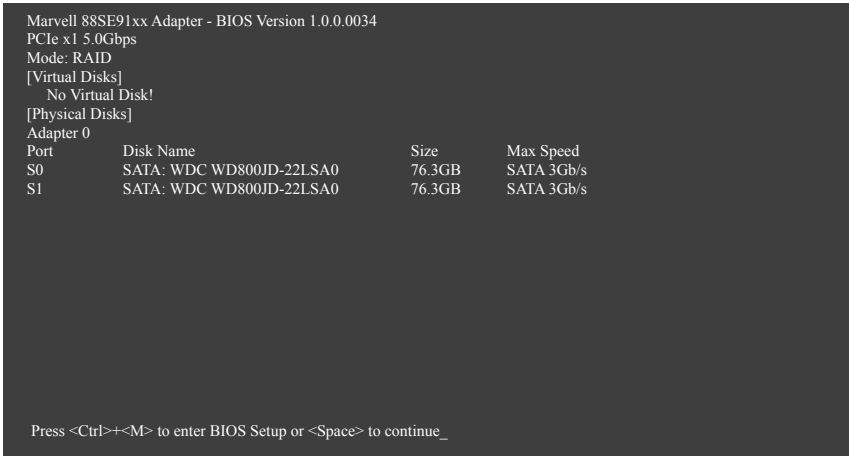 Marvell 88SE91xx Adapter - BIOS Version 1.0.0.0034
PCIe x1 5.0Gbps
Mode: RAID
[Virtual Disks]
No Virtual Disk!
[Physical Disks]
Adapter 0
Port Disk Name Size Max Speed
S0 SATA: WDC WD800JD-22LSA0 76.3GB SATA 3Gb/s
S1 SATA: WDC WD800JD-22LSA0 76.3GB SATA 3Gb/s
Press <Ctrl>+<M> to enter BIOS Setup or <Space> to continue_